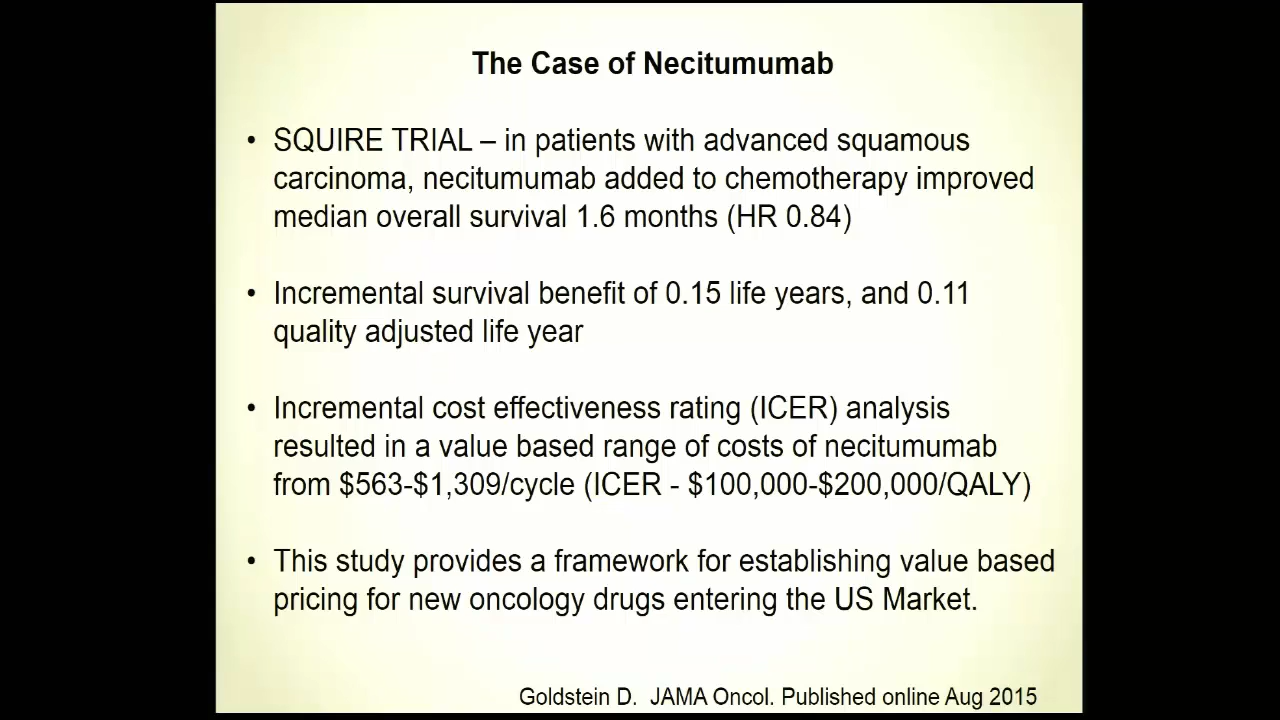 The Case of Necitumumab
• SQUIRE TRIAL – in patients with advanced squamous
carcinoma, necitumumab added to chemotherapy improved
median overall survival 1.6 months (HR 0.84)
• Incremental survival benefit of 0.15 life years, and 0.11
quality adjusted life year
• Incremental cost effectiveness rating (ICER) analysis
resulted in a value based range of costs of necitumumab
from $563-$1,309/cycle (ICER - $100,000-$200,000/QALY)
• This study provides a framework for establishing value based
pricing for new oncology drugs entering the US Market.
Goldstein D. JAMA Oncol. Published online Aug 2015